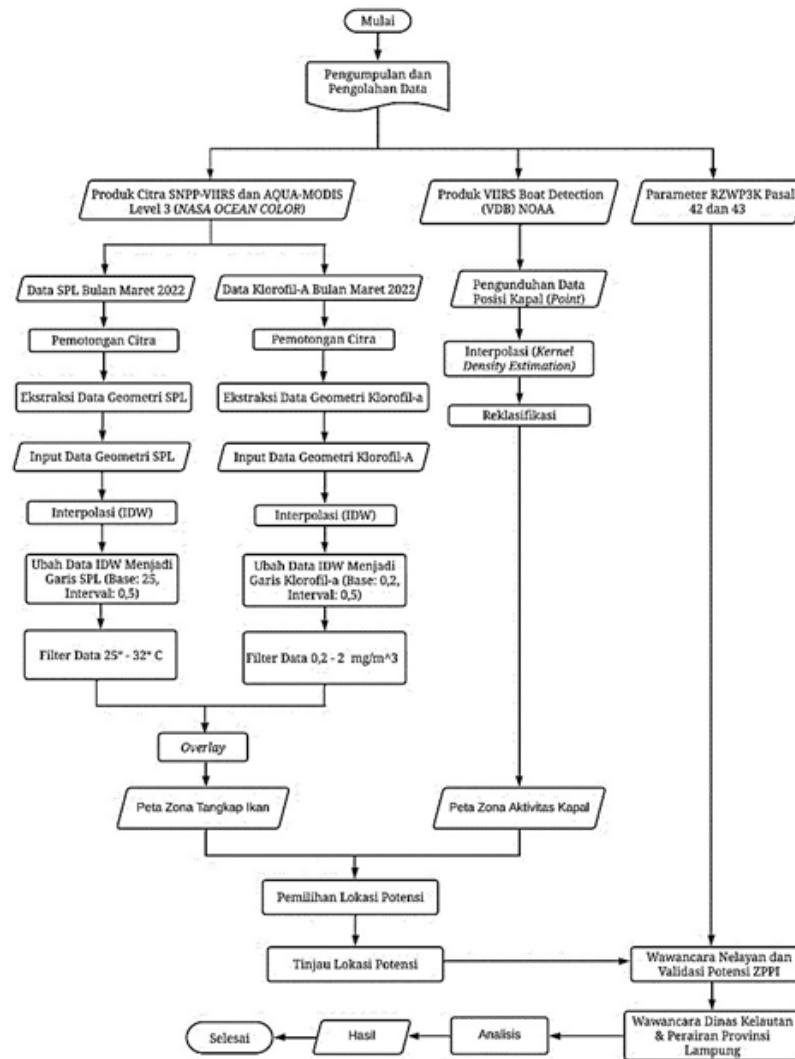 Mulai
Pengumpulan dan
Pengolahan Data
Produk Citra SNPP-VIIRS dan AQUA-MODIS
Level 3 (NASA OCEAN COLOR)
Produk VIIRS Boat Detection
(VDB) NOAA
Parameter RZWP3K Pasal
42 dan 43
Data SPL Bulan Maret 2022
Data Klorofil-A Bulan Maret 2022
Pengunduhan Data
Posisi Kapal (Point)
Pemotongan Citra
Pemotongan Citra
Interpolasi (Kernel
Density Estimation)
Ekstraksi Data Geometri SPL
Ekstraksi Data Geometri Klorofil-a
Reklasifikasi
Input Data Geometri SPL
Input Data Geometri Klorofil-A
Interpolasi (IDW)
Interpolasi (IDW)
Ubah Data IDW Menjadi
Garis SPL (Base: 25,
Interval: 0,5)
Ubah Data IDW Menjadi
Garis Klorofil-a (Base: 0,2,
Interval: 0,5)
Filter Data 25° - 32° C
Filter Data 0,2 - 2 mg/m^3
Overlay
Peta Zona Tangkap Ikan
Peta Zona Aktivitas Kapal
Pemilihan Lokasi Potensi
Tinjau Lokasi Potensi
Wawancara Nelayan dan
Validasi Potensi ZPPI
Wawancara Dinas Kelautan
& Perairan Provinsi
Lampung
Analisis
Hasil
Selesai